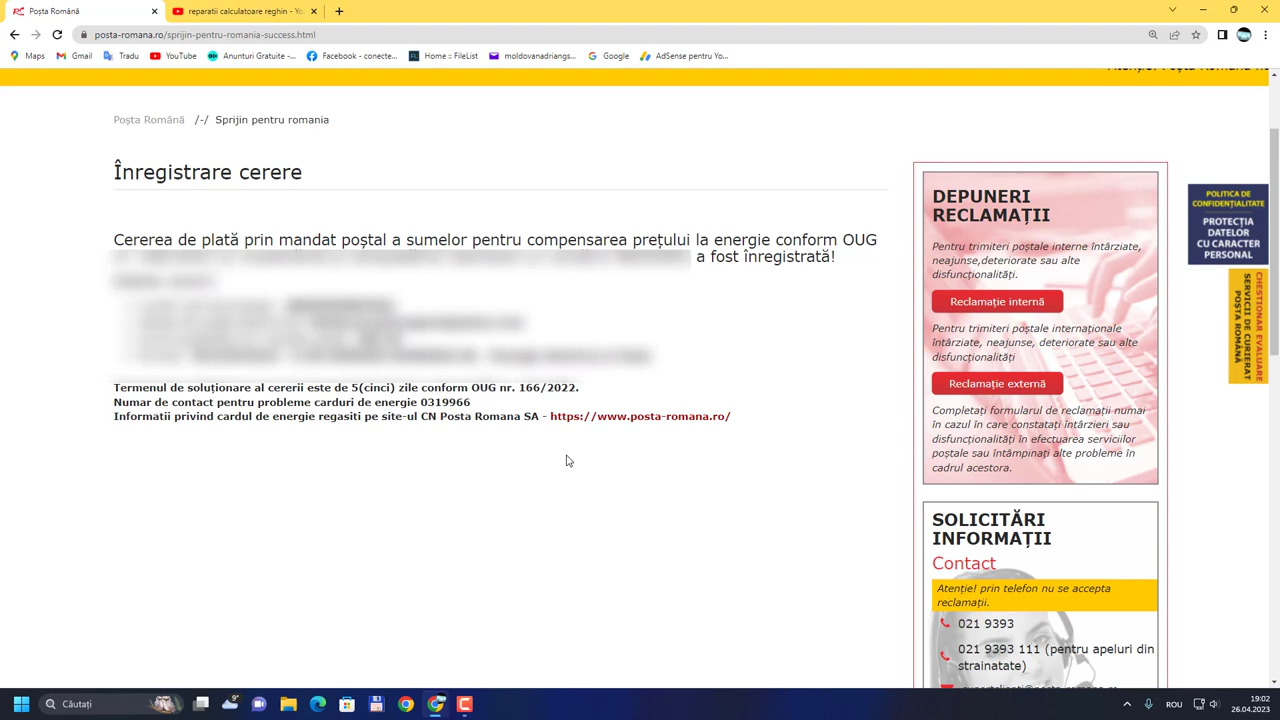 Poșta Română
reparatii calculatoare reghin - Yo
posta-romana.ro/sprijin-pentru-romania-success.html
Maps
Gmail
Tradu
YouTube
Anunturi Gratuite -...
Facebook - conecte...
Home :: FileList
moldovanadriangs...
Google
AdSense pentru Yo...
Poșta Română /-/ Sprijin pentru romania
Înregistrare cerere
Cererea de plată prin mandat poștal a sumelor pentru compensarea prețului la energie conform OUG
a fost înregistrată!
Termenul de soluționare al cererii este de 5(cinci) zile conform OUG nr. 166/2022.
Numar de contact pentru probleme carduri de energie 0319966
Informatii privind cardul de energie regasiti pe site-ul CN Posta Romana SA - https://www.posta-romana.ro/
DEPUNERI
RECLAMAȚII
Pentru trimiteri poștale interne întârziate,
neajunse,deteriorate sau alte
disfuncționalități.
Reclamație internă
Pentru trimiteri poștale internaționale
întârziate, neajunse, deteriorate sau alte
disfuncționalități
Reclamație externă
Completați formularul de reclamații numai
în cazul în care constatați întârzieri sau
disfuncționalități în efectuarea serviciilor
poștale sau întâmpinați alte probleme în
cadrul acestora.
SOLICITĂRI
INFORMAȚII
Contact
Atenție! prin telefon nu se accepta
reclamații.
021 9393
021 9393 111 (pentru apeluri din
strainatate)
POLITICA DE
CONFIDENȚIALITATE
PROTECȚIA
DATELOR
CU CARACTER
PERSONAL
CHESTIONAR EVALUARE
SERVICII DE CURIERAT
POȘTA ROMÂNĂ
Căutați
9°
ROU
19:02
26.04.2023